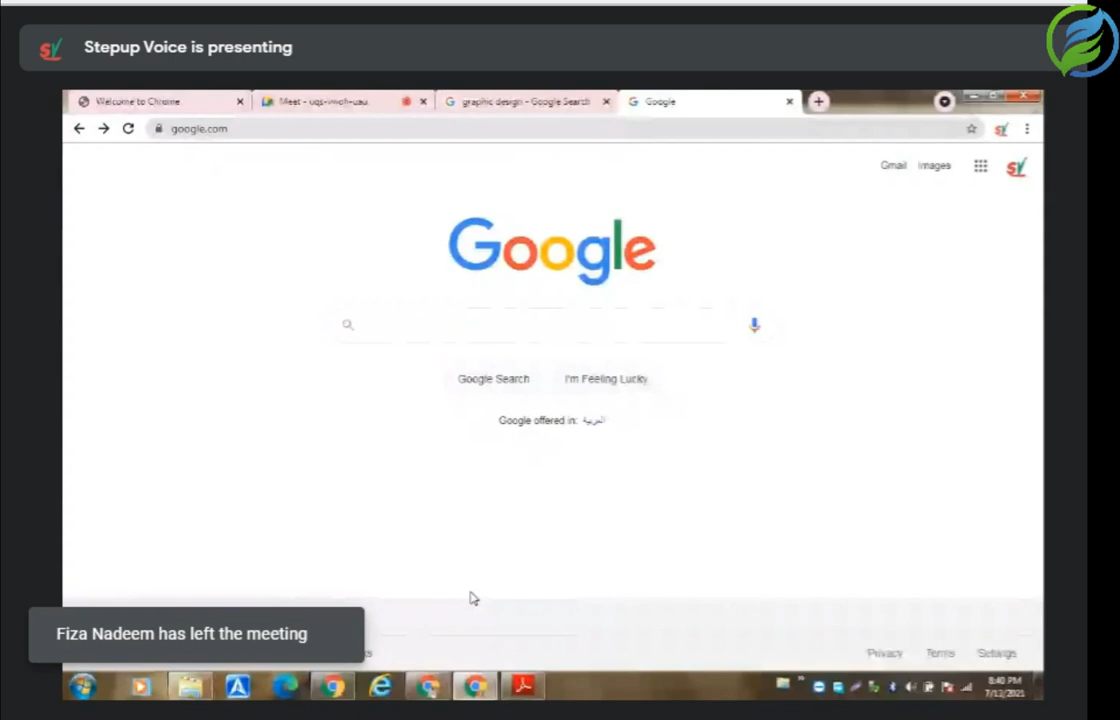 Stepup Voice is presenting
Welcome to Chrome
graphic design - Google Search
Google
google.com
Gmail
Images
Google
Google Search
I'm Feeling Lucky
Google offered in: العربية
Fiza Nadeem has left the meeting
Privacy
Terms
Settings
8:40 PM